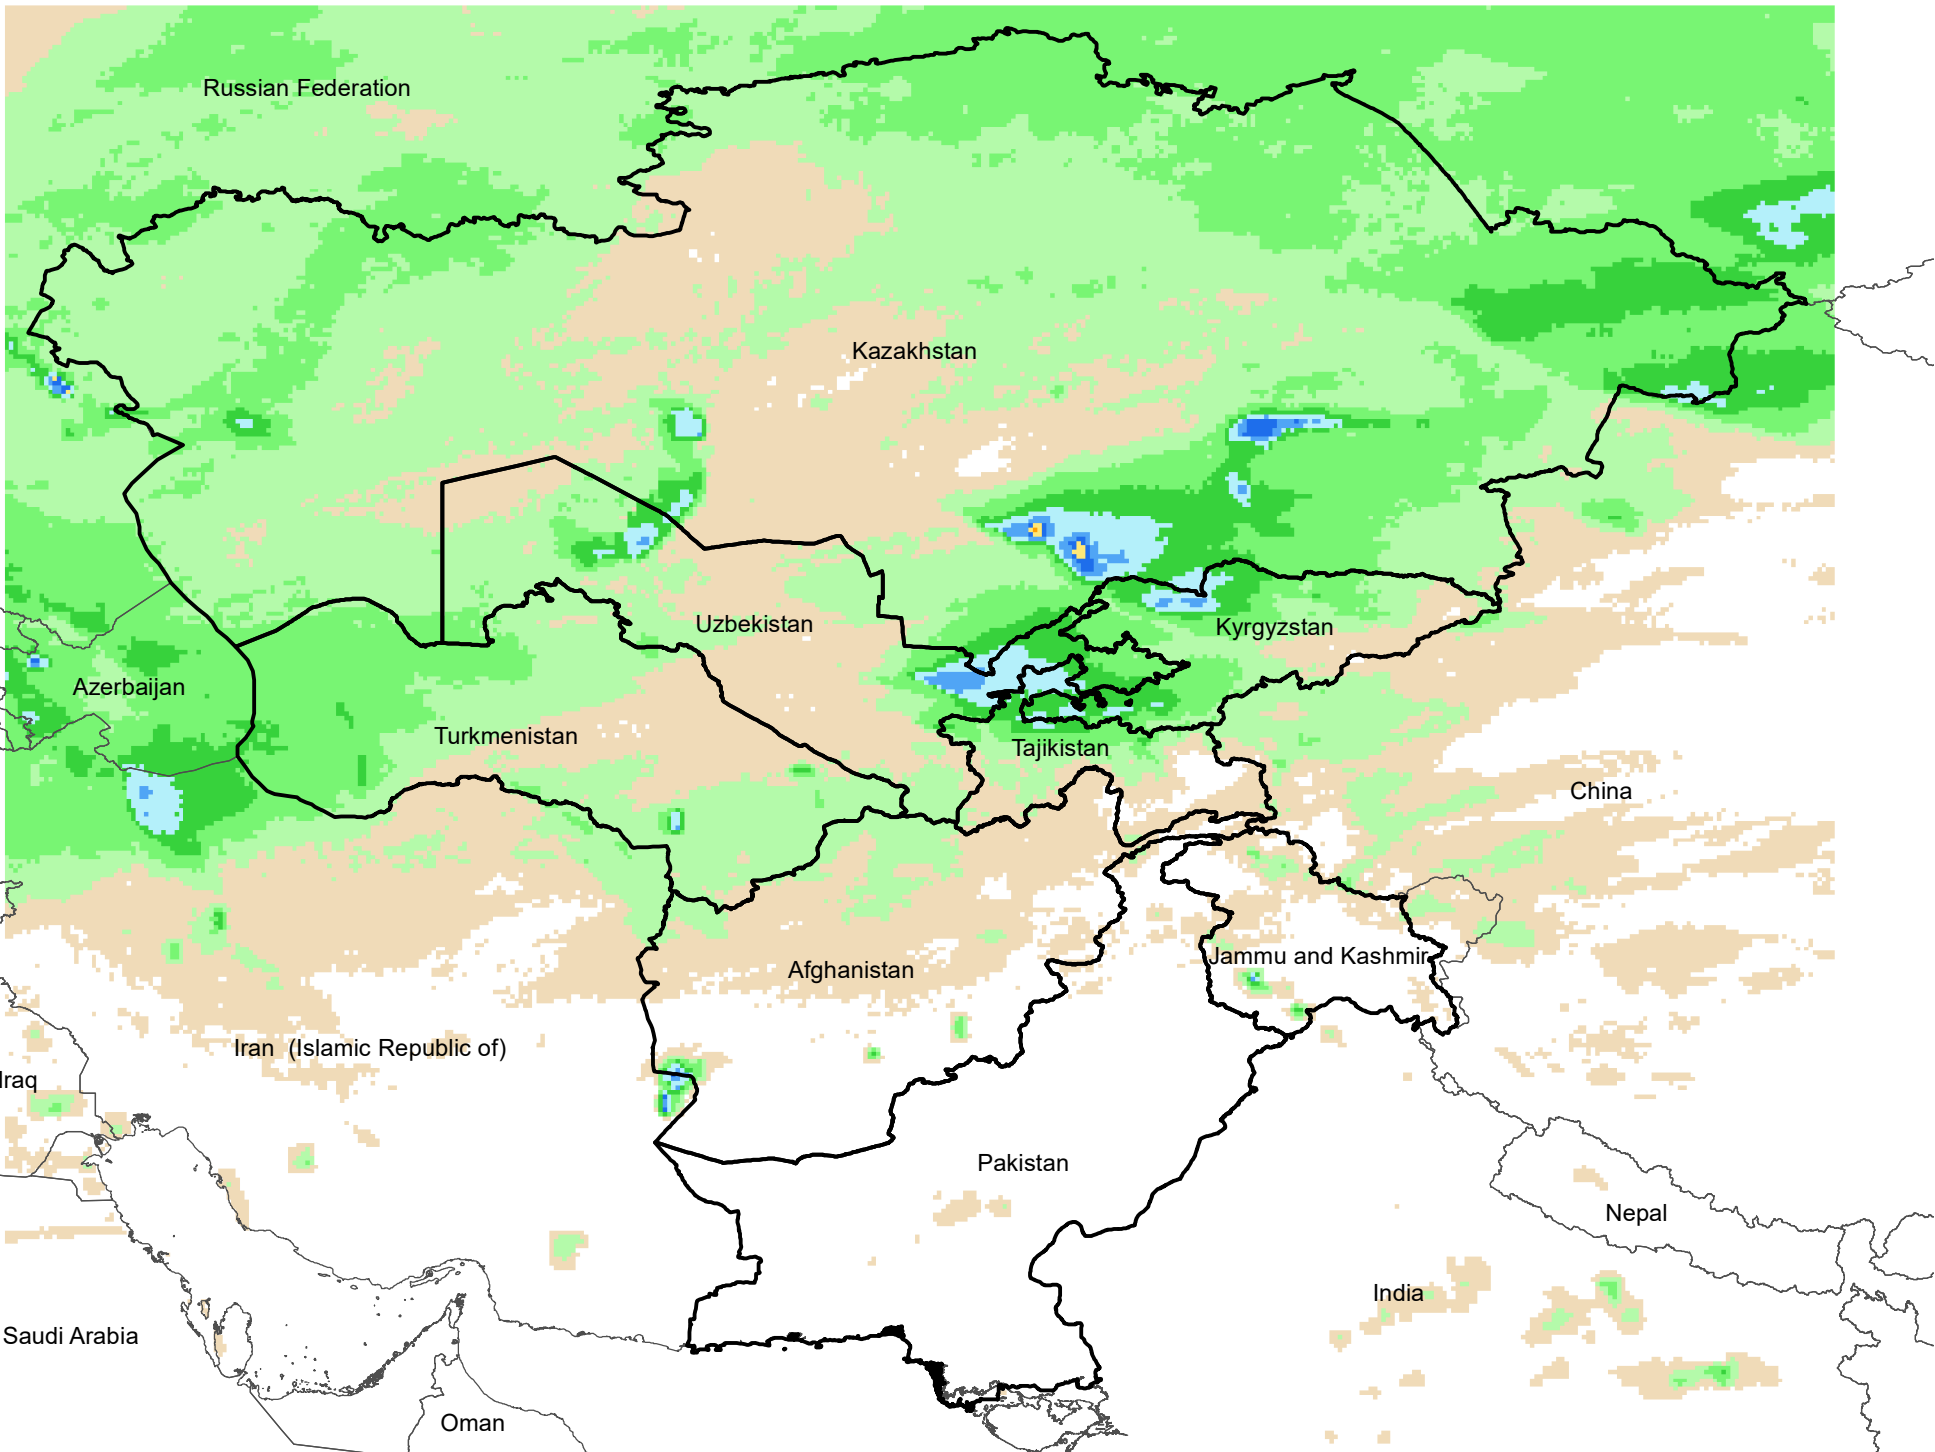 Russian Federation
Kazakhstan
Uzbekistan
Kyrgyzstan
Azerbaijan
Turkmenistan
Tajikistan
China
Jammu and Kashmir
Afghanistan
Iran  (Islamic Republic of)
Iraq
Pakistan
Nepal
India
Saudi Arabia
Oman